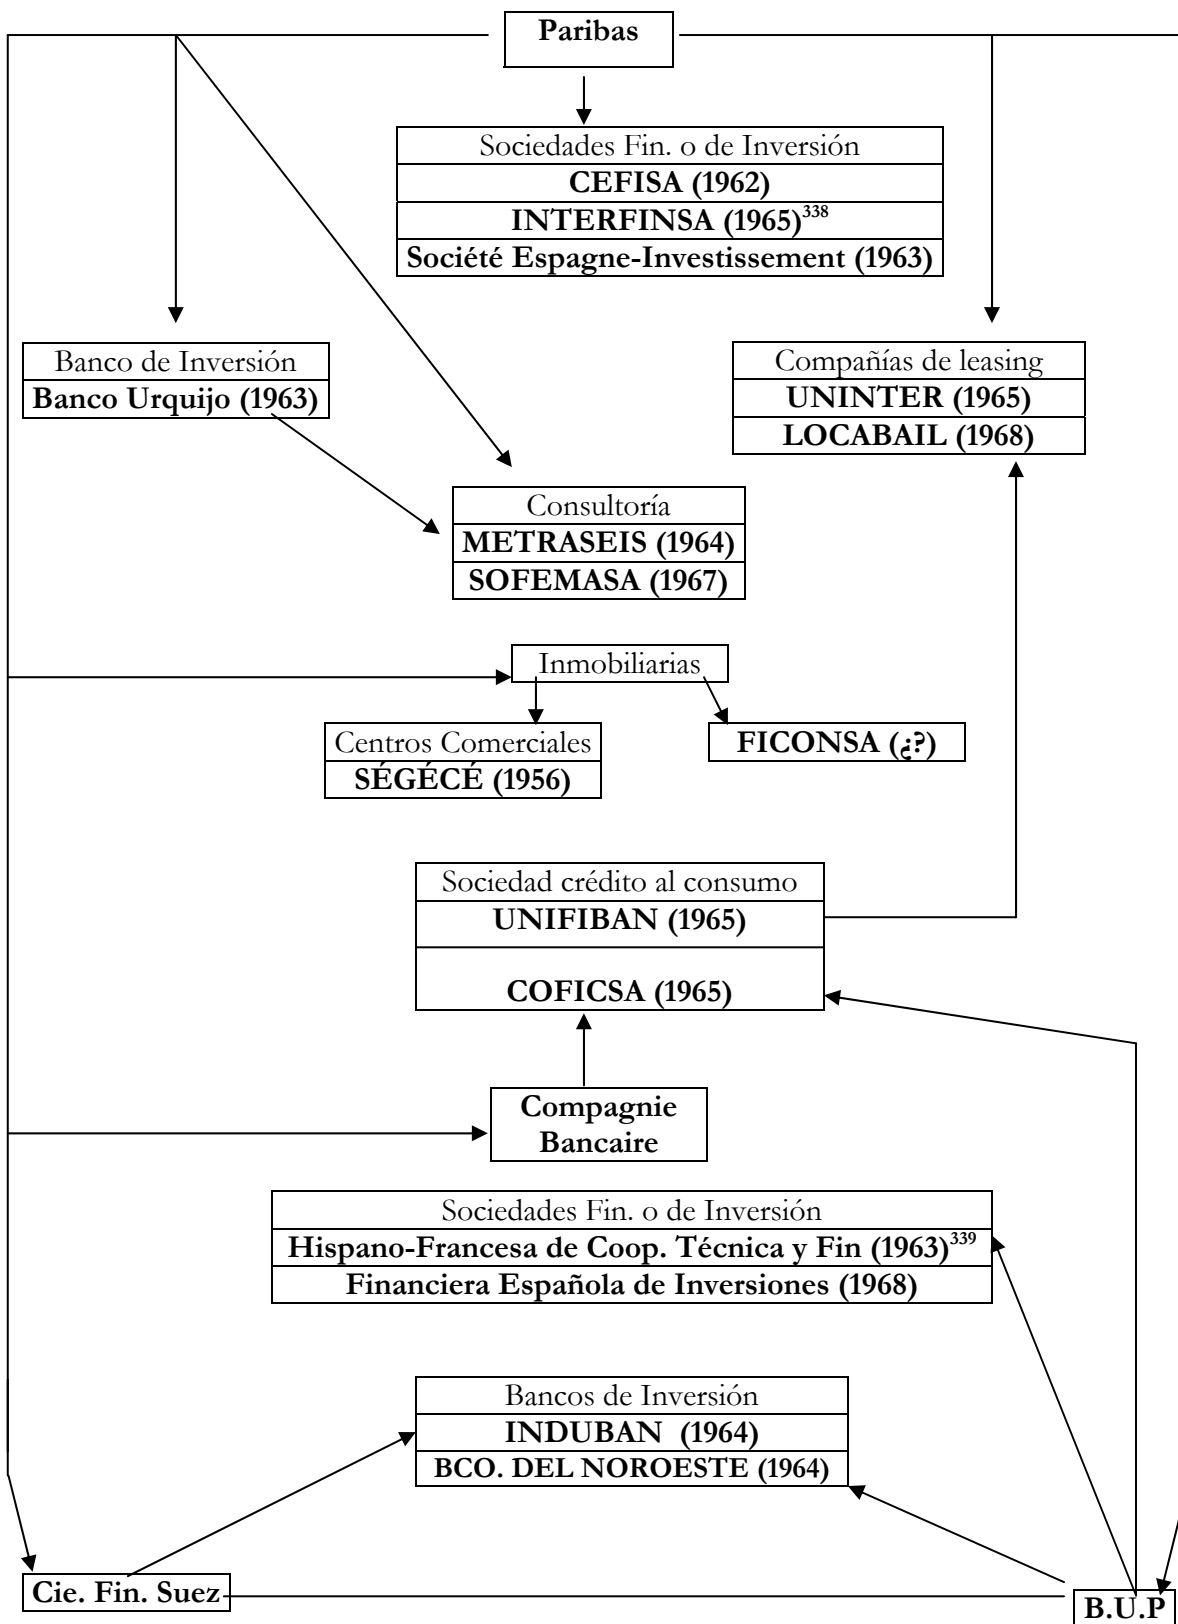 Paribas
Sociedades Fin. o de Inversión
CEFISA (1962)
INTERFINSA (1965)³³⁸
Société Espagne-Investissement (1963)
Banco de Inversión
Banco Urquijo (1963)
Compañías de leasing
UNINTER (1965)
LOCABAIL (1968)
Consultoría
METRASEIS (1964)
SOFEMASA (1967)
Inmobiliarias
Centros Comerciales
SÉGÉCÉ (1956)
FICONSA (¿?)
Sociedad crédito al consumo
UNIFIBAN (1965)
COFICSA (1965)
Compagnie
Bancaire
Sociedades Fin. o de Inversión
Hispano-Francesa de Coop. Técnica y Fin (1963)³³⁹
Financiera Española de Inversiones (1968)
Bancos de Inversión
INDUBAN (1964)
BCO. DEL NOROESTE (1964)
Cie. Fin. Suez
B.U.P